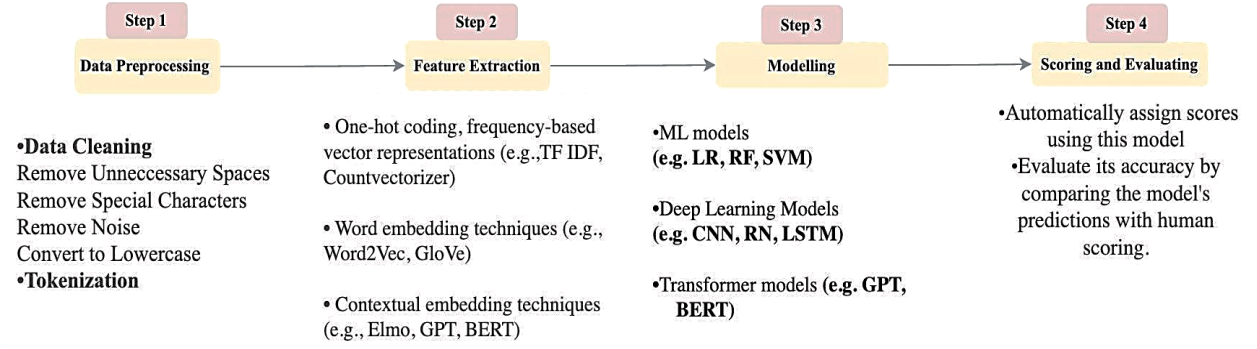 Step 1
Data Preprocessing
•Data Cleaning
Remove Unneccessary Spaces
Remove Special Characters
Remove Noise
Convert to Lowercase
•Tokenization
Step 2
Feature Extraction
• One-hot coding, frequency-based
vector representations (e.g.,TF IDF,
Countvectorizer)
• Word embedding techniques (e.g.,
Word2Vec, GloVe)
• Contextual embedding techniques
(e.g., Elmo, GPT, BERT)
Step 3
Modelling
•ML models
(e.g. LR, RF, SVM)
•Deep Learning Models
(e.g. CNN, RN, LSTM)
•Transformer models (e.g. GPT,
BERT)
Step 4
Scoring and Evaluating
•Automatically assign scores
using this model
•Evaluate its accuracy by
comparing the model's
predictions with human
scoring.